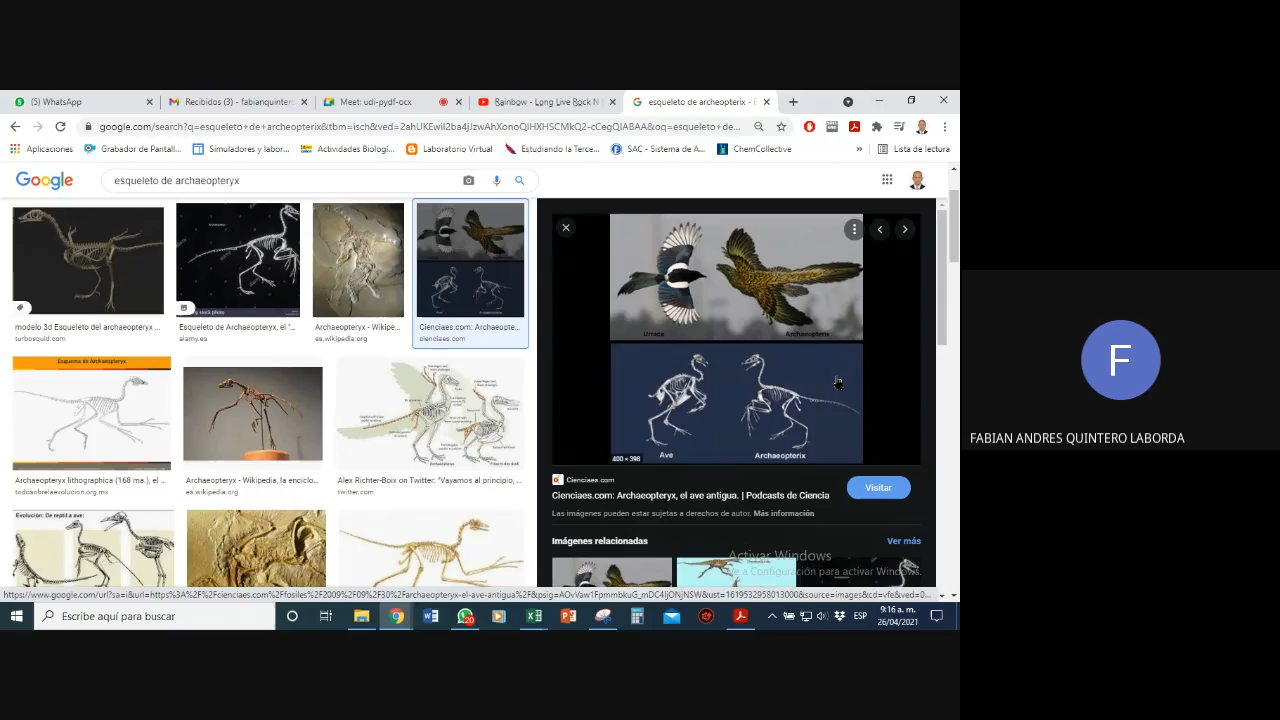 (5) WhatsApp
Recibidos (3) - fabianquinter
Meet: udi-pydf-ocx
Rainbow - Long Live Rock N
esqueleto de archeopterix - B
google.com/search?q=esqueleto+de+archeopterix&tbm=isch&ved=2ahUKEwil2ba4jJzwAhXonoQIHXHSCMkQ2-cCegQIABAA&oq=esqueleto+de...
Aplicaciones
Grabador de Pantall...
Simuladores y labor...
Actividades Biologí...
Laboratorio Virtual
Estudiando la Terce...
SAC - Sistema de A...
ChemCollective
»
Lista de lectura
Google
esqueleto de archaeopteryx
modelo 3d Esqueleto del archaeopteryx ...
turbosquid.com
Esqueleto de Archaeopteryx, el "...
alamy.es
Archaeopteryx - Wikipe...
es.wikipedia.org
Cienciaes.com: Archaeopte...
cienciaes.com
Esquema de Archaeopteryx
Archaeopteryx lithographica (168 ma.), el ...
todosobrelaevolucion.org.mx
Archaeopteryx - Wikipedia, la enciclo...
es.wikipedia.org
Alex Richter-Boix on Twitter: "Vayamos al principio, ...
twitter.com
Evolución: De reptil a ave:
Urraca
Archaeopterix
Ave
Archaeopterix
400 × 398
Cienciaes.com
Cienciaes.com: Archaeopteryx, el ave antigua. | Podcasts de Ciencia
Visitar
Las imágenes pueden estar sujetas a derechos de autor. Más información
Imágenes relacionadas
Ver más
Activar Windows
Ve a Configuración para activar Windows.
Escribe aquí para buscar
20
ESP
9:16 a. m.
26/04/2021
F
FABIAN ANDRES QUINTERO LABORDA